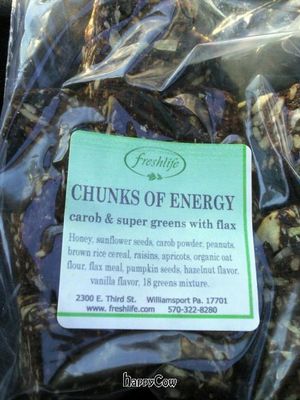 freshlife
CHUNKS OF ENERGY
carob & super greens with flax
Honey, sunflower seeds, carob powder, peanuts,
brown rice cereal, raisins, apricots, organic oat
flour, flax meal, pumpkin seeds, hazelnut flavor,
vanilla flavor, 18 greens mixture.
2300 E. Third St. Williamsport Pa. 17701
www. freshlife.com 570-322-8280
happyCow